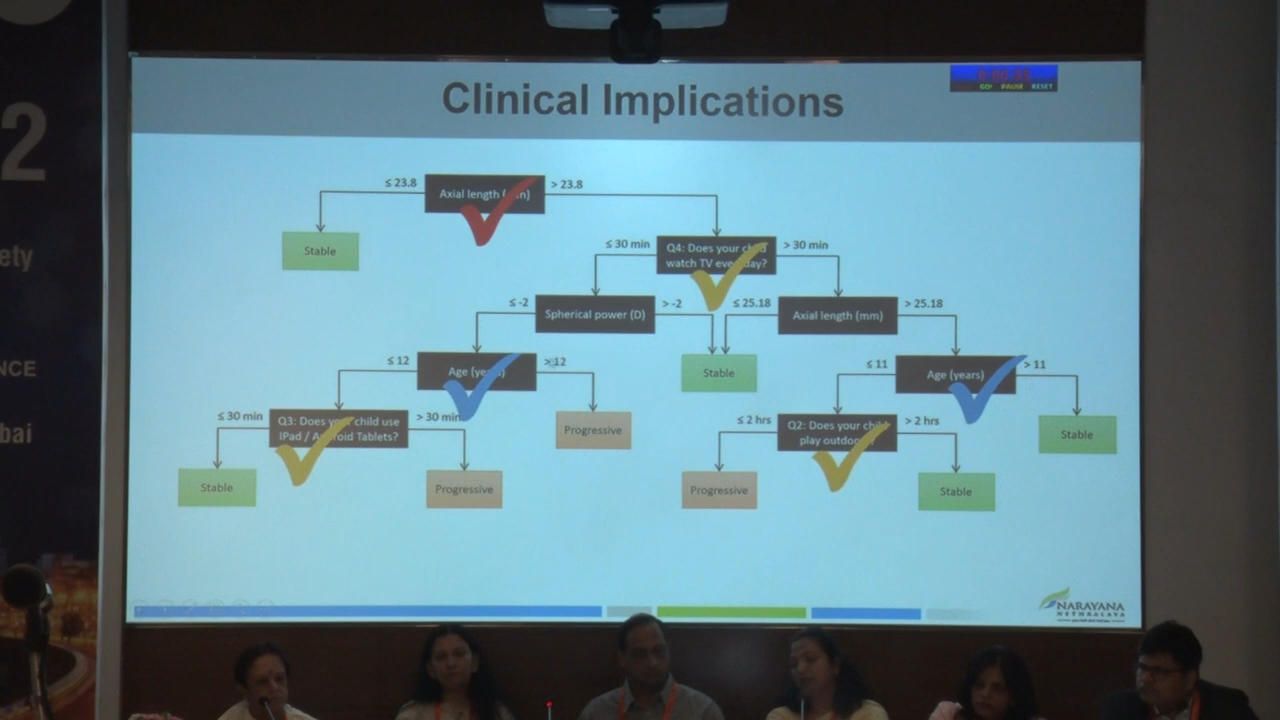 Clinical Implications
GO! PAUSE RESET
2
ety
NCE
bai
≤ 23.8
Axial length
> 23.8
Stable
≤ 30 min
Q4: Does your child
watch TV everyday?
> 30 min
≤ -2
Spherical power (D)
> -2
≤ 25.18
Axial length (mm)
> 25.18
≤ 12
Age (years)
> 12
Stable
≤ 11
Age (years)
> 11
≤ 30 min
Q3: Does your child use
IPad / Android Tablets?
> 30 min
Progressive
≤ 2 hrs
Q2: Does your child
play outdoor?
> 2 hrs
Stable
Stable
Progressive
Progressive
Stable
NARAYANA
NETHRALAYA